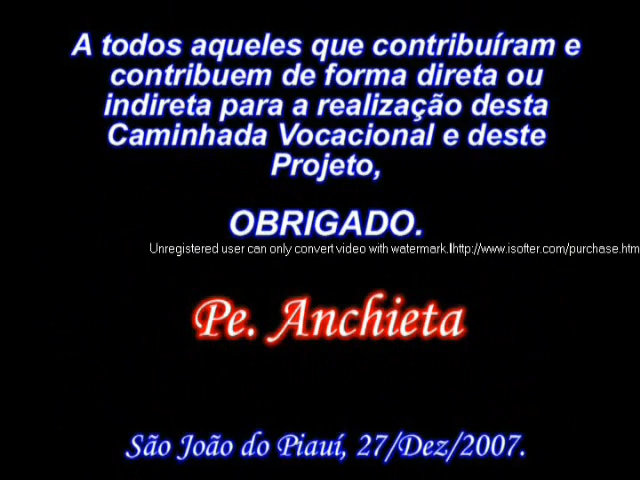 A todos aqueles que contribuíram e
contribuem de forma direta ou
indireta para a realização desta
Caminhada Vocacional e deste
Projeto,
OBRIGADO.
Unregistered user can only convert video with watermark.http://www.isofter.com/purchase.htm
Pe. Anchieta
São João do Piauí, 27/Dez/2007.